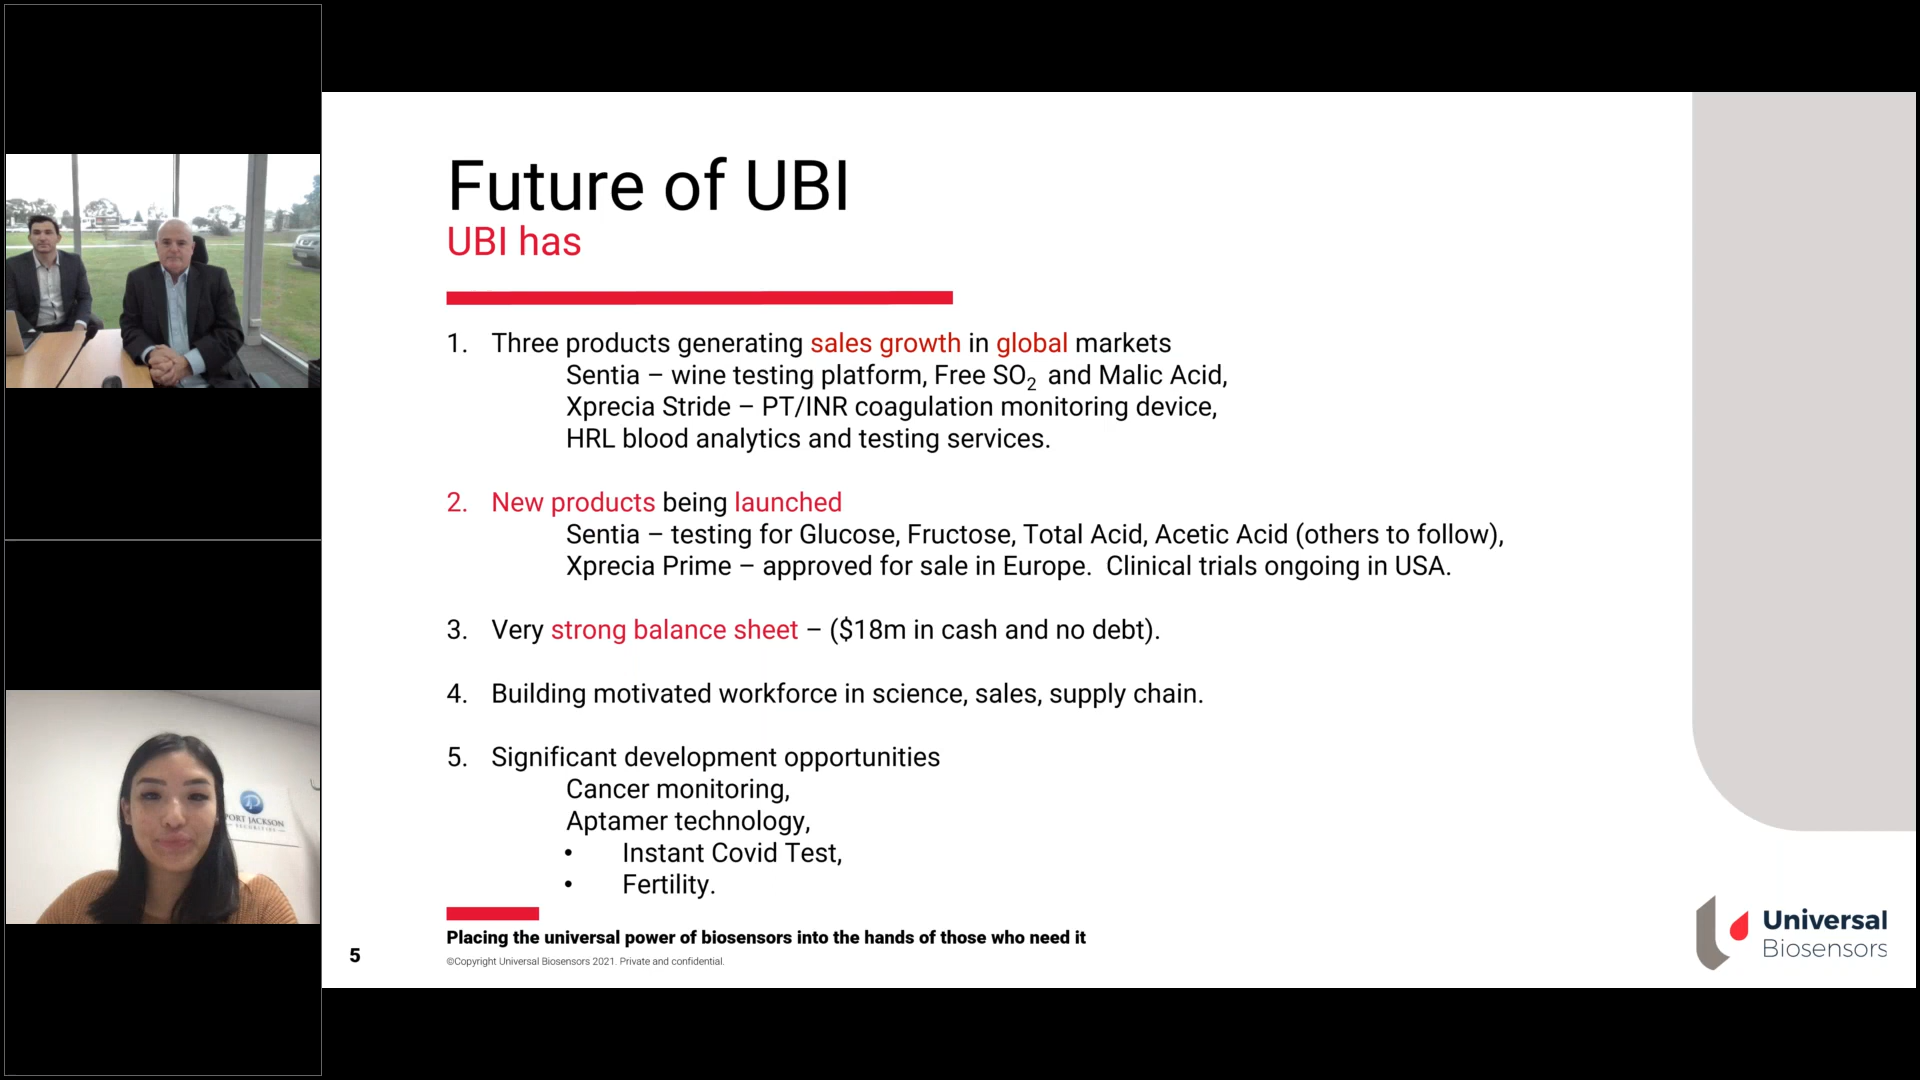 Future of UBI
UBI has
1. Three products generating sales growth in global markets
Sentia – wine testing platform, Free SO₂ and Malic Acid,
Xprecia Stride – PT/INR coagulation monitoring device,
HRL blood analytics and testing services.
2. New products being launched
Sentia – testing for Glucose, Fructose, Total Acid, Acetic Acid (others to follow),
Xprecia Prime – approved for sale in Europe. Clinical trials ongoing in USA.
3. Very strong balance sheet – ($18m in cash and no debt).
4. Building motivated workforce in science, sales, supply chain.
5. Significant development opportunities
Cancer monitoring,
Aptamer technology,
• Instant Covid Test,
• Fertility.
Placing the universal power of biosensors into the hands of those who need it
©Copyright Universal Biosensors 2021. Private and confidential.
5
Universal
Biosensors
PORT JACKSON
SECURITIES